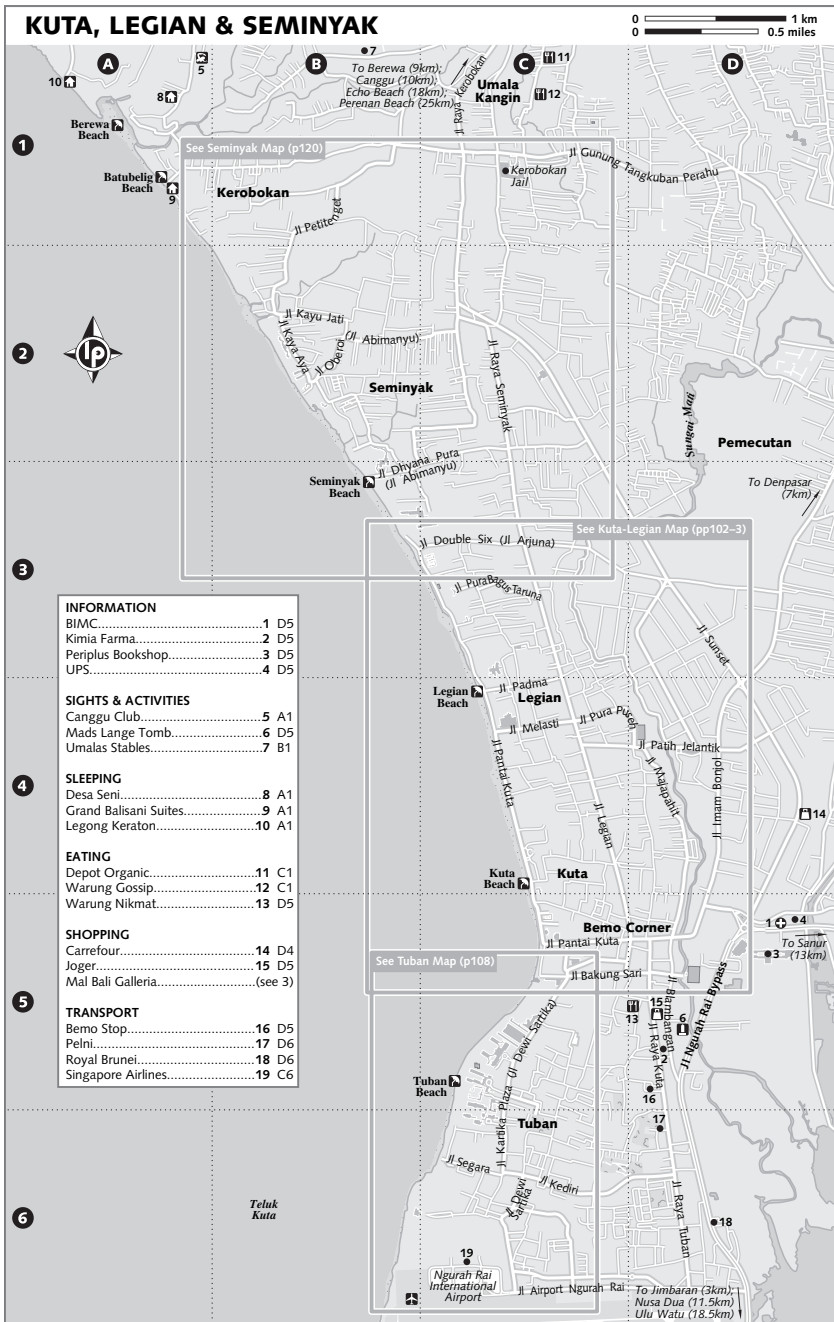 KUTA, LEGIAN & SEMINYAK
0 1 km
0 0.5 miles
A
B
C
D
7
To Berewa (9km);
Canggu (10km);
Echo Beach (18km);
Perenan Beach (25km)
Jl Raya Kerobokan
Umala
Kangin
11
12
10
5
8
Berewa
Beach
1
See Seminyak Map (p120)
Batubelig
Beach
9
Kerobokan
Kerobokan
Jail
Jl Gunung Tangkuban Perahu
Jl Petitenget
2
lp
Jl Kayu Jati
Jl Kaya Aya
Jl Oberoi (Jl Abimanyu)
Jl Raya Seminyak
Seminyak
Sungai Mati
Pemecutan
Jl Dhyana Pura
(Jl Abimanyu)
Seminyak
Beach
To Denpasar
(7km)
3
See Kuta-Legian Map (pp102–3)
Jl Double Six (Jl Arjuna)
Jl Pura Bagus Taruna
Jl Sunset
INFORMATION
BIMC 1 D5
Kimia Farma 2 D5
Periplus Bookshop 3 D5
UPS 4 D5
SIGHTS & ACTIVITIES
Canggu Club 5 A1
Mads Lange Tomb 6 D5
Umalas Stables 7 B1
SLEEPING
Desa Seni 8 A1
Grand Balisani Suites 9 A1
Legong Keraton 10 A1
EATING
Depot Organic 11 C1
Warung Gossip 12 C1
Warung Nikmat 13 D5
SHOPPING
Carrefour 14 D4
Joger 15 D5
Mal Bali Galleria (see 3)
TRANSPORT
Bemo Stop 16 D5
Pelni 17 D6
Royal Brunei 18 D6
Singapore Airlines 19 C6
Legian
Beach
Jl Padma
Legian
Jl Melasti
Jl Pura Puseh
Jl Patih Jelantik
4
Jl Pantai Kuta
Jl Majapahit
Jl Imam Bonjol
Jl Legian
14
Kuta
Beach
Kuta
Bemo Corner
Jl Pantai Kuta
1
4
To Sanur
(13km)
3
5
See Tuban Map (p108)
Jl Bakung Sari
13
15
Jl Blambangan
6
2
Jl Raya Kuta
Jl Ngurah Rai Bypass
16
Tuban
Beach
Jl Kartika Plaza (Jl Dewi Sartika)
Tuban
17
Jl Segara
Jl Kediri
Jl Dewi
Sartika
Jl Raya Tuban
6
Teluk
Kuta
18
19
Ngurah Rai
International
Airport
Jl Airport Ngurah Rai
To Jimbaran (3km);
Nusa Dua (11.5km)
Ulu Watu (18.5km)